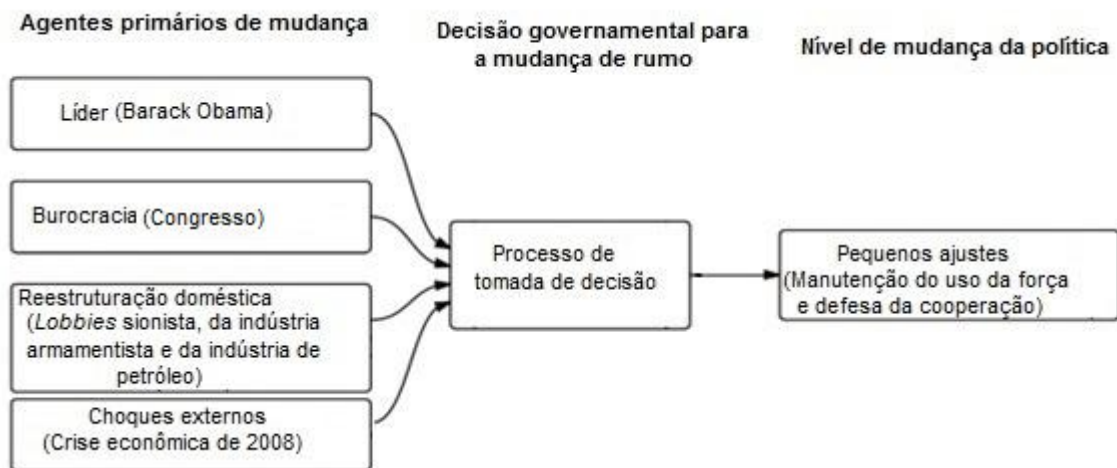 Agentes primários de mudança
Decisão governamental para
a mudança de rumo
Nível de mudança da política
Líder (Barack Obama)
Burocracia (Congresso)
Reestruturação doméstica
(Lobbies sionista, da indústria
armamentista e da indústria de
petróleo)
Choques externos
(Crise econômica de 2008)
Processo de
tomada de decisão
Pequenos ajustes
(Manutenção do uso da força
e defesa da cooperação)